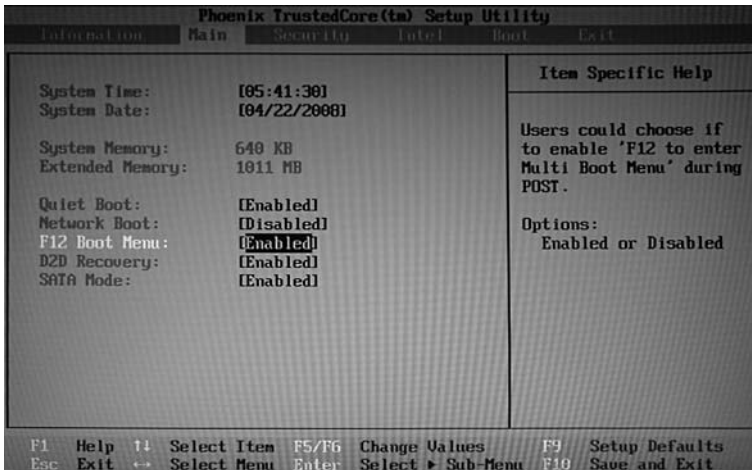 Phoenix TrustedCore(tm) Setup Utility
Information Main Security Intel Boot Exit
Item Specific Help
System Time: [05:41:30]
System Date: [04/22/2008]
System Memory: 640 KB
Extended Memory: 1011 MB
Quiet Boot: [Enabled]
Network Boot: [Disabled]
F12 Boot Menu: [Enabled]
D2D Recovery: [Enabled]
SATA Mode: [Enabled]
Users could choose if
to enable 'F12 to enter
Multi Boot Menu' during
POST.
Options:
Enabled or Disabled
F1 Help ↑↓ Select Item F5/F6 Change Values F9 Setup Defaults
Esc Exit ↔ Select Menu Enter Select ▶ Sub-Menu F10 Save and Exit